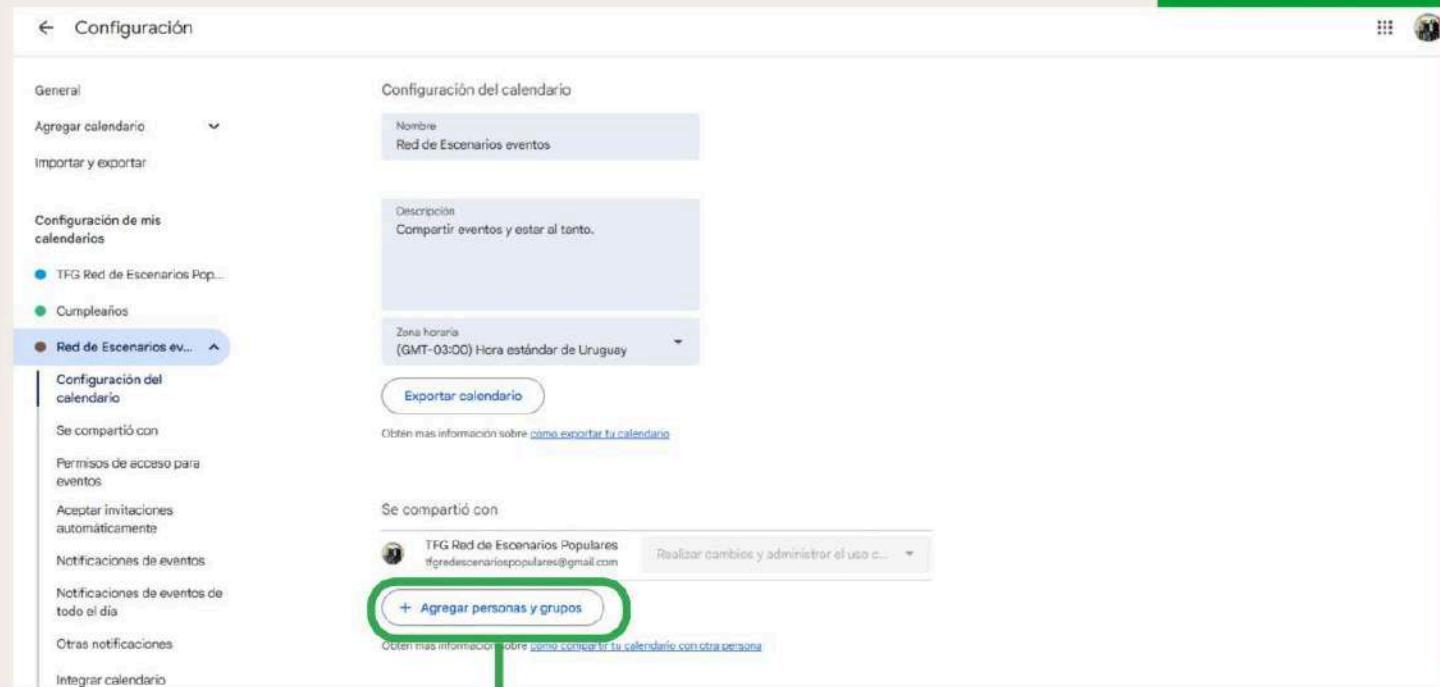 Configuración
General
Agregar calendario
Importar y exportar
Configuración de mis
calendarios
TFG Red de Escenarios Pop...
Cumpleaños
Red de Escenarios ev...
Configuración del
calendario
Se compartió con
Permisos de acceso para
eventos
Aceptar invitaciones
automáticamente
Notificaciones de eventos
Notificaciones de eventos de
todo el día
Otras notificaciones
Integrar calendario
Configuración del calendario
Nombre
Red de Escenarios eventos
Descripción
Compartir eventos y estar al tanto.
Zona horaria
(GMT-03:00) Hora estándar de Uruguay
Exportar calendario
Obtén más información sobre cómo exportar tu calendario
Se compartió con
TFG Red de Escenarios Populares
tfgredescenariospopulares@gmail.com
Realizar cambios y administrar el uso c...
+ Agregar personas y grupos
Obtén más información sobre cómo compartir tu calendario con otra persona